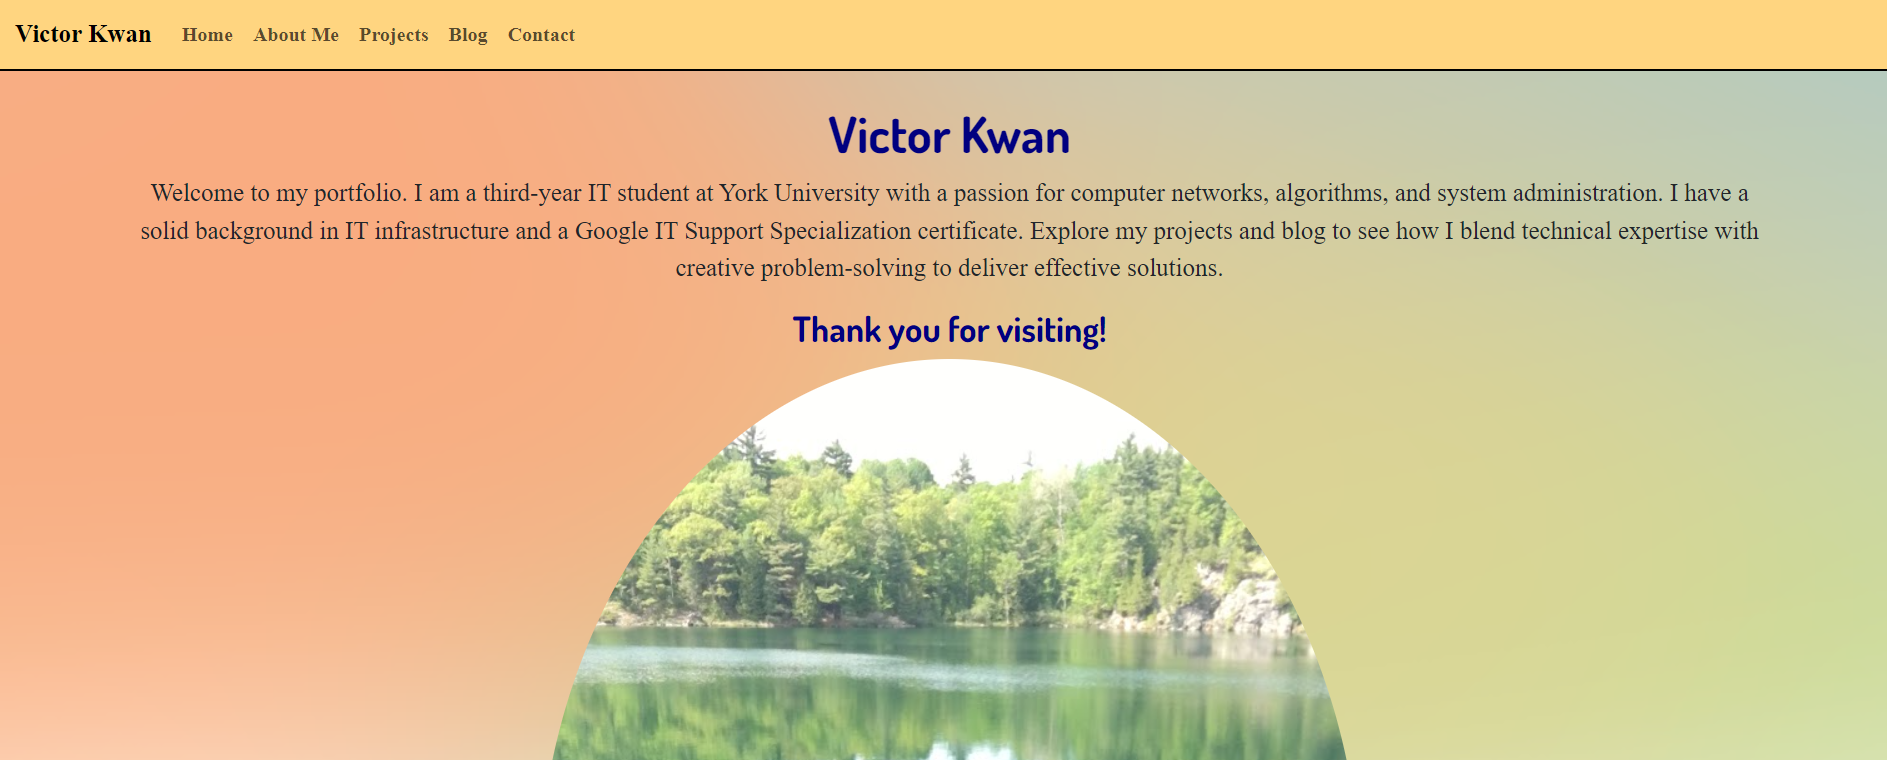 Victor Kwan Home About Me Projects Blog Contact
Victor Kwan
Welcome to my portfolio. I am a third-year IT student at York University with a passion for computer networks, algorithms, and system administration. I have a
solid background in IT infrastructure and a Google IT Support Specialization certificate. Explore my projects and blog to see how I blend technical expertise with
creative problem-solving to deliver effective solutions.
Thank you for visiting!